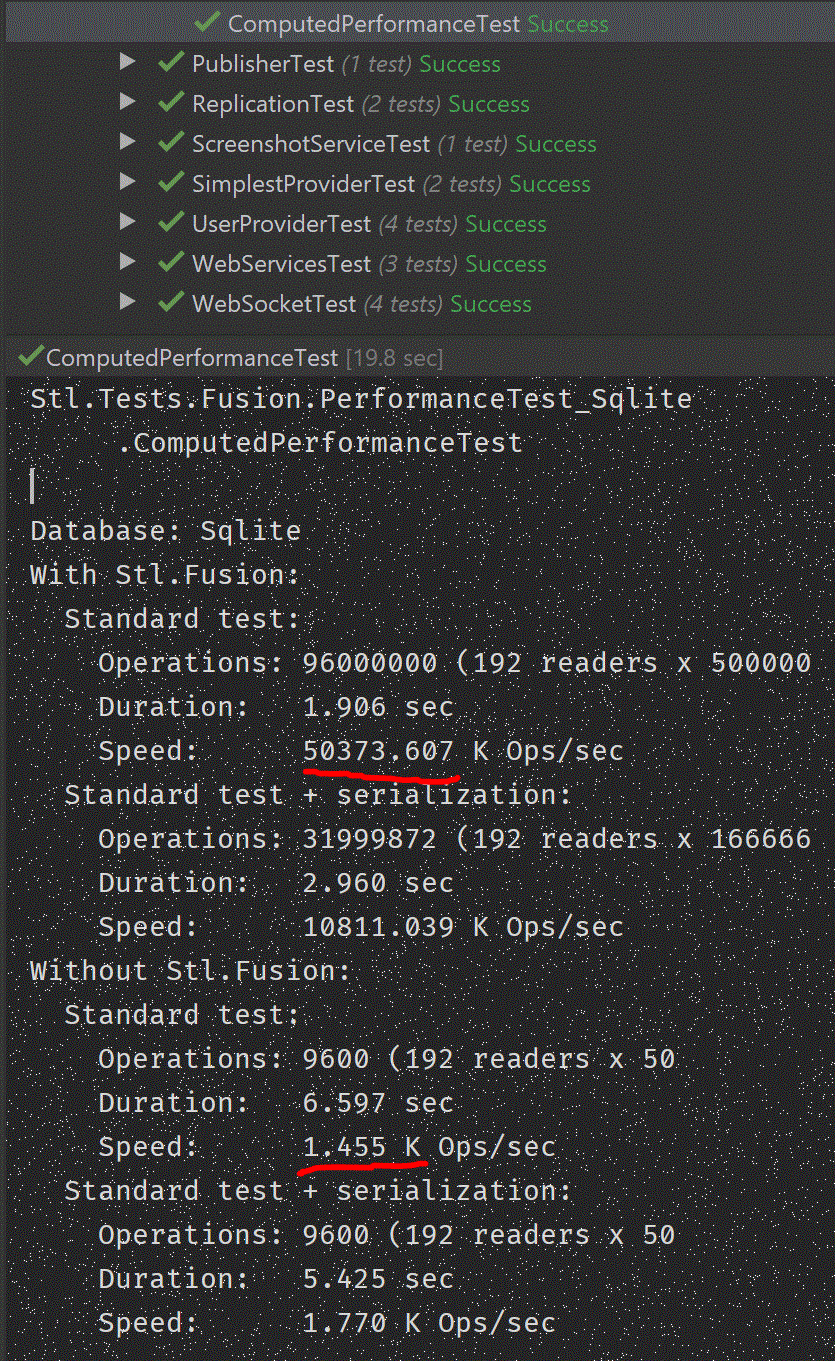 ComputedPerformanceTest Success
PublisherTest (1 test) Success
ReplicationTest (2 tests) Success
ScreenshotServiceTest (1 test) Success
SimplestProviderTest (2 tests) Success
UserProviderTest (4 tests) Success
WebServicesTest (3 tests) Success
WebSocketTest (4 tests) Success
ComputedPerformanceTest [19.8 sec]
Stl.Tests.Fusion.PerformanceTest_Sqlite
.ComputedPerformanceTest
Database: Sqlite
With Stl.Fusion:
Standard test:
Operations: 96000000 (192 readers x 500000
Duration: 1.906 sec
Speed: 50373.607 K Ops/sec
Standard test + serialization:
Operations: 31999872 (192 readers x 166666
Duration: 2.960 sec
Speed: 10811.039 K Ops/sec
Without Stl.Fusion:
Standard test:
Operations: 9600 (192 readers x 50
Duration: 6.597 sec
Speed: 1.455 K Ops/sec
Standard test + serialization:
Operations: 9600 (192 readers x 50
Duration: 5.425 sec
Speed: 1.770 K Ops/sec